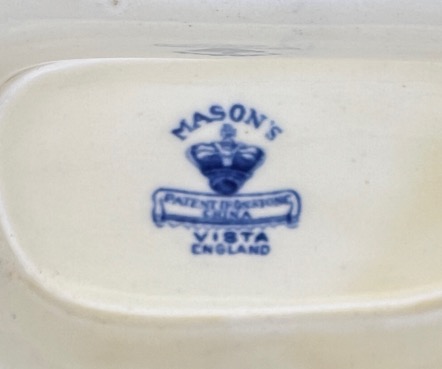 MASON'S
PATENT IRONSTONE
CHINA
VISTA
ENGLAND